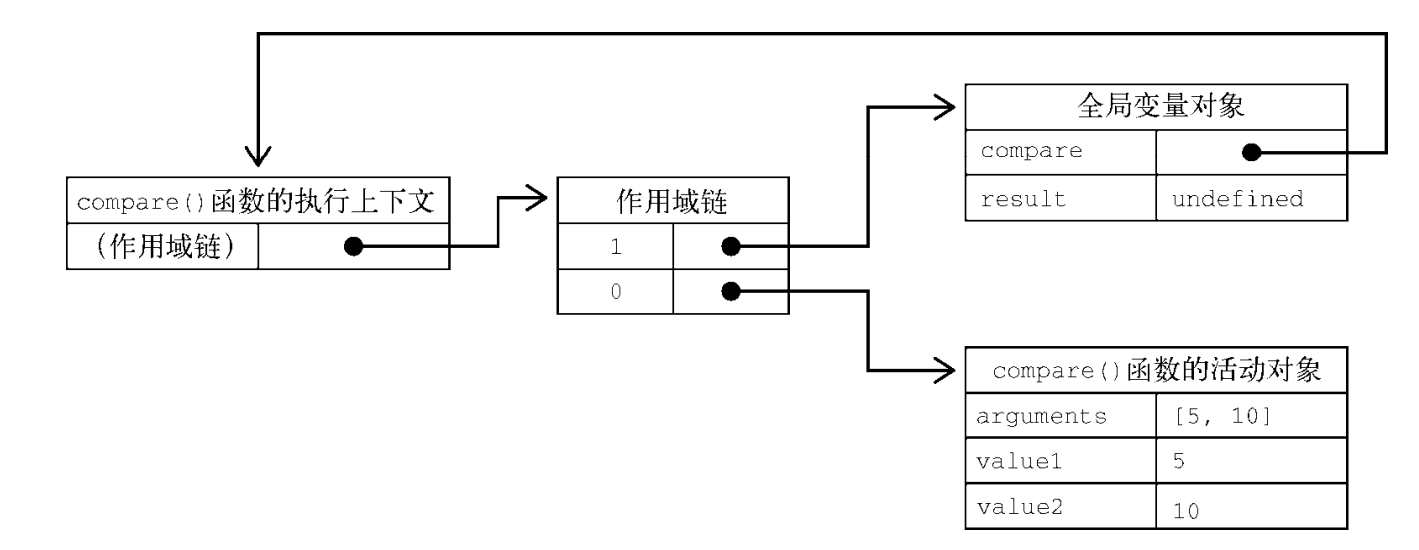 全局变量对象
compare
result undefined
compare()函数的执行上下文
(作用域链)
作用域链
1
0
compare()函数的活动对象
arguments [5, 10]
value1 5
value2 10